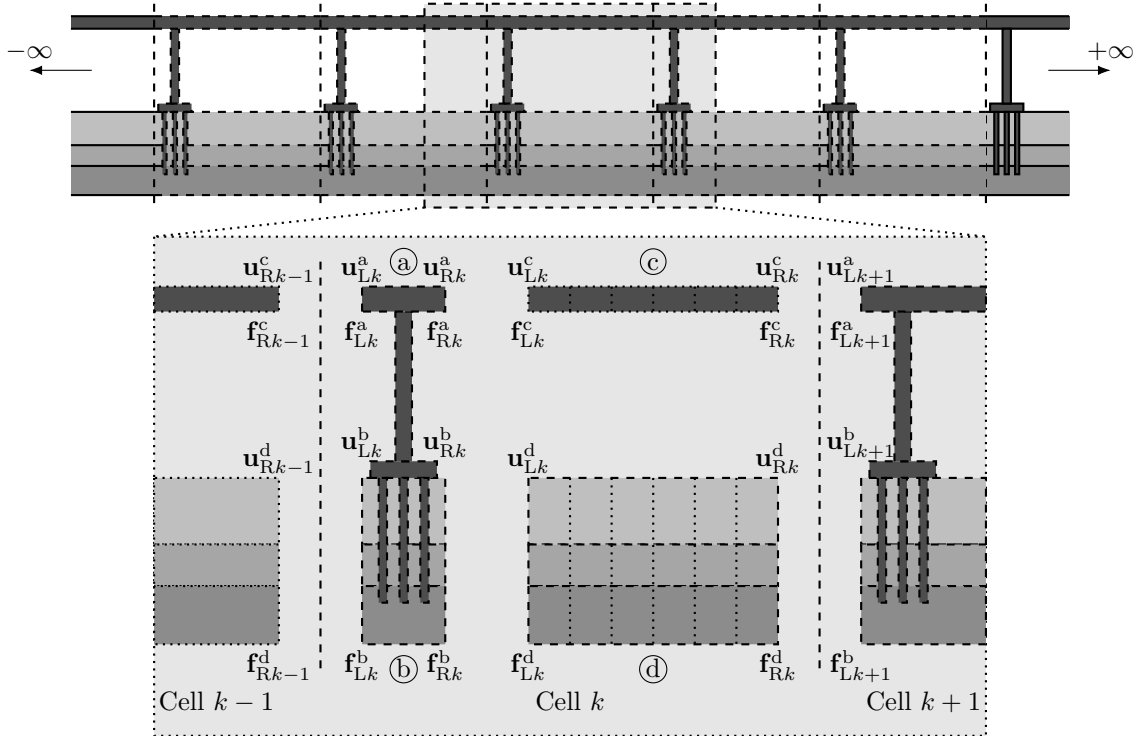 −∞ +∞
u^c_{Rk−1} u^a_{Lk} ⓐ u^a_{Rk} u^c_{Lk} ⓒ u^c_{Rk} u^a_{Lk+1}
f^c_{Rk−1} f^a_{Lk} f^a_{Rk} f^c_{Lk} f^c_{Rk} f^a_{Lk+1}
u^d_{Rk−1} u^b_{Lk} u^b_{Rk} u^d_{Lk} u^d_{Rk} u^b_{Lk+1}
f^d_{Rk−1} f^b_{Lk} ⓑ f^b_{Rk} f^d_{Lk} ⓓ f^d_{Rk} f^b_{Lk+1}
Cell k − 1 Cell k Cell k + 1